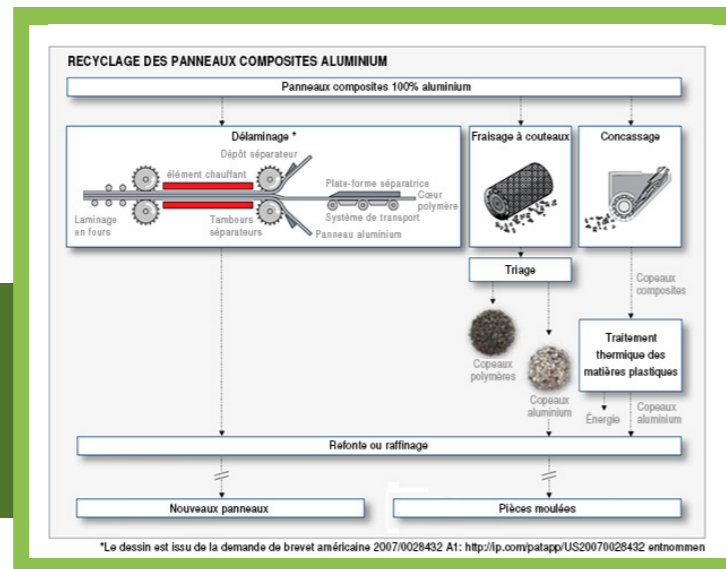 RECYCLAGE DES PANNEAUX COMPOSITES ALUMINIUM
Panneaux composites 100% aluminium
Délaminage *
Dépôt séparateur
élément chauffant
Plate-forme séparatrice
Cœur
polymère
Laminage
en fours
Tambours
séparateurs
Système de transport
Panneau aluminium
Fraisage à couteaux
Concassage
Triage
Copeaux
composites
Copeaux
polymères
Copeaux
aluminium
Traitement
thermique des
matières plastiques
Énergie
Copeaux
aluminium
Refonte ou raffinage
Nouveaux panneaux
Pièces moulées
*Le dessin est issu de la demande de brevet américaine 2007/0028432 A1: http://ip.com/patapp/US20070028432 entnommen